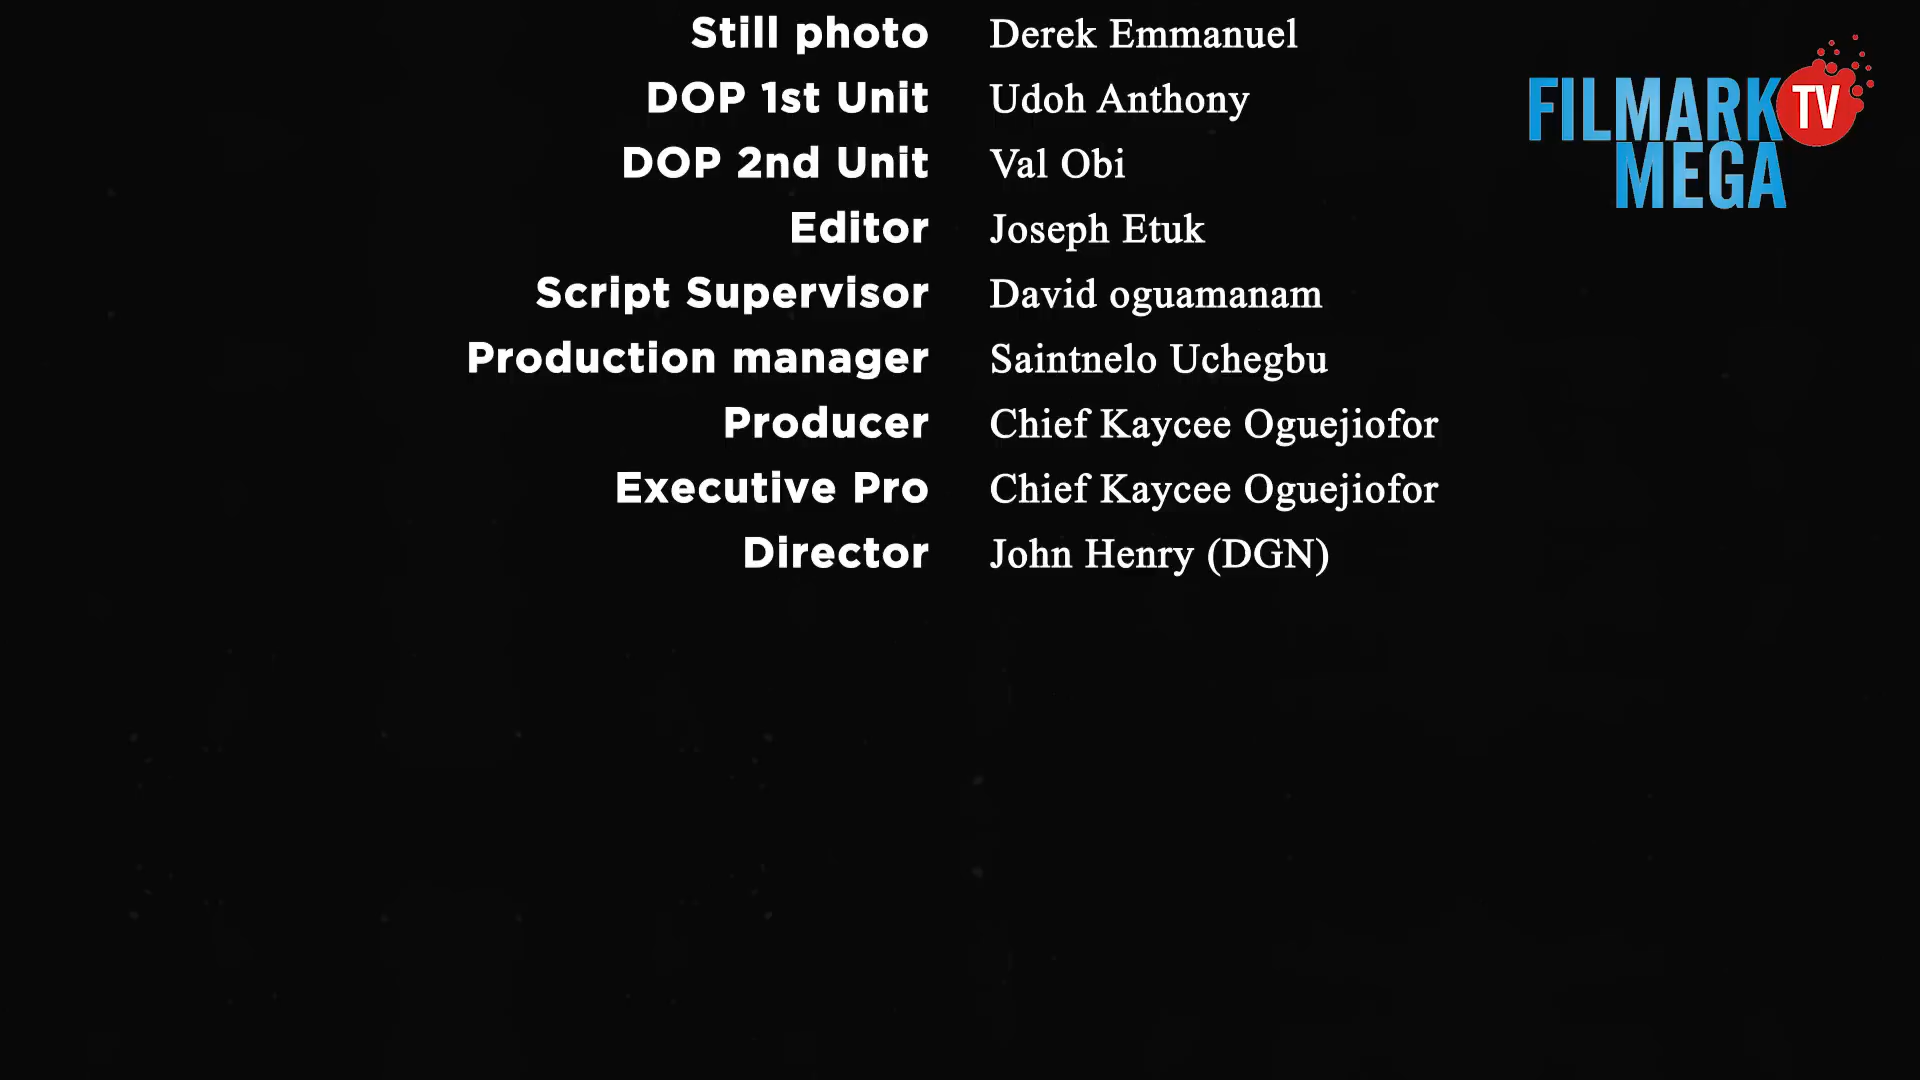 Still photo Derek Emmanuel
DOP 1st Unit Udoh Anthony
DOP 2nd Unit Val Obi
Editor Joseph Etuk
Script Supervisor David oguamanam
Production manager Saintnelo Uchegbu
Producer Chief Kaycee Oguejiofor
Executive Pro Chief Kaycee Oguejiofor
Director John Henry (DGN)
FILMARK TV
MEGA